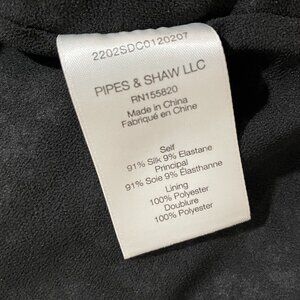 2202SDC0120207
PIPES & SHAW LLC
RN155820
Made in China
Fabriqué en Chine
Self
91% Silk 9% Elastane
Principal
91% Soie 9% Élasthanne
Lining
100% Polyester
Doublure
100% Polyester